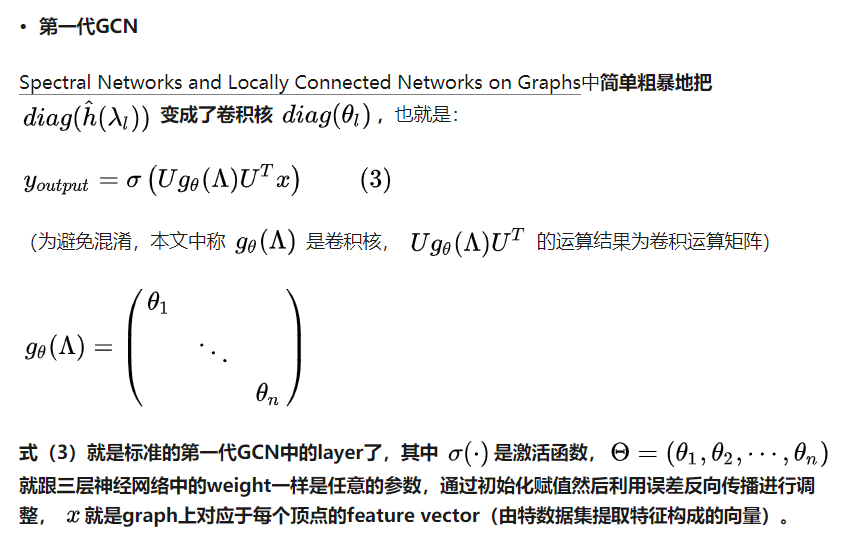 • 第一代GCN
Spectral Networks and Locally Connected Networks on Graphs中简单粗暴地把
$diag(\hat{h}(\lambda_l))$ 变成了卷积核 $diag(\theta_l)$，也就是：
$y_{output} = \sigma \left( U g_\theta(\Lambda) U^T x \right) \qquad (3)$
（为避免混淆，本文中称 $g_\theta(\Lambda)$ 是卷积核， $U g_\theta(\Lambda) U^T$ 的运算结果为卷积运算矩阵）
$g_\theta(\Lambda) = \begin{pmatrix} \theta_1 & & \\ & \ddots & \\ & & \theta_n \end{pmatrix}$
式（3）就是标准的第一代GCN中的layer了，其中 $\sigma(\cdot)$ 是激活函数， $\Theta = (\theta_1, \theta_2, \cdots, \theta_n)$
就跟三层神经网络中的weight一样是任意的参数，通过初始化赋值然后利用误差反向传播进行调
整， $x$ 就是graph上对应于每个顶点的feature vector（由特数据集提取特征构成的向量）。